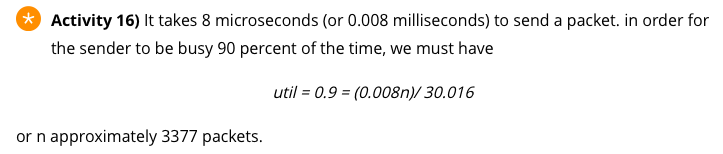 * Activity 16) It takes 8 microseconds (or 0.008 milliseconds) to send a packet. in order for
the sender to be busy 90 percent of the time, we must have
util = 0.9 = (0.008n)/ 30.016
or n approximately 3377 packets.